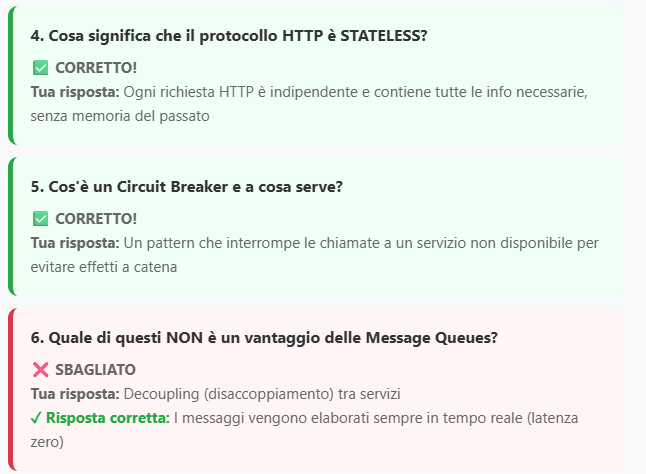 4. Cosa significa che il protocollo HTTP è STATELESS?
✅ CORRETTO!
Tua risposta: Ogni richiesta HTTP è indipendente e contiene tutte le info necessarie,
senza memoria del passato
5. Cos'è un Circuit Breaker e a cosa serve?
✅ CORRETTO!
Tua risposta: Un pattern che interrompe le chiamate a un servizio non disponibile per
evitare effetti a catena
6. Quale di questi NON è un vantaggio delle Message Queues?
❌ SBAGLIATO
Tua risposta: Decoupling (disaccoppiamento) tra servizi
✓ Risposta corretta: I messaggi vengono elaborati sempre in tempo reale (latenza
zero)